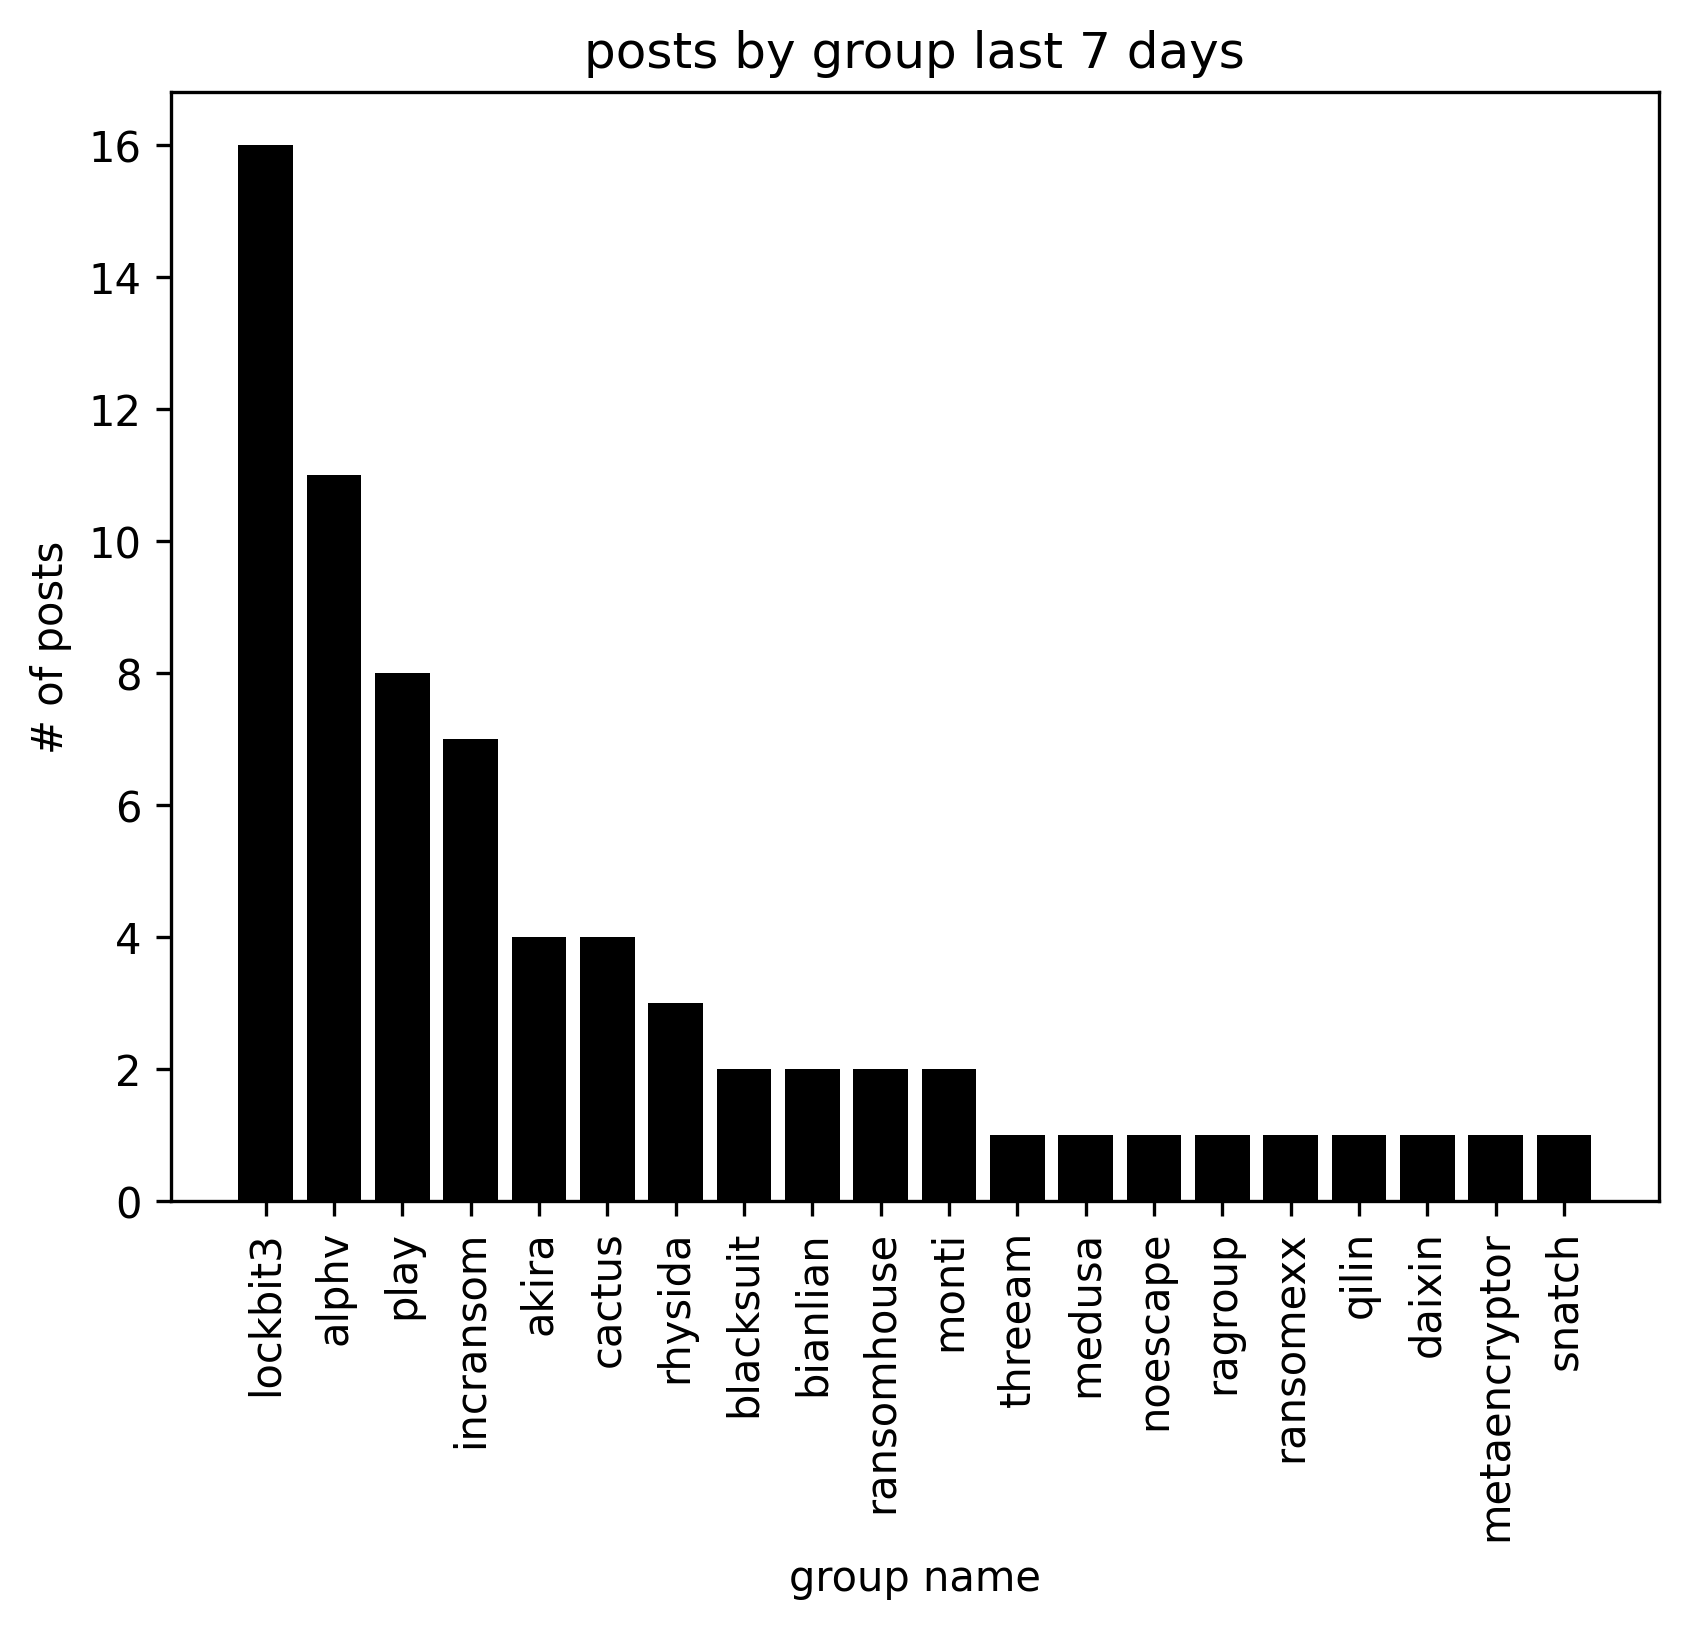 posts by group last 7 days
# of posts
16
14
12
10
8
6
4
2
0
lockbit3
alphv
play
incransom
akira
cactus
rhysida
blacksuit
bianlian
ransomhouse
monti
threeam
medusa
noescape
ragroup
ransomexx
qilin
daixin
metaencryptor
snatch
group name